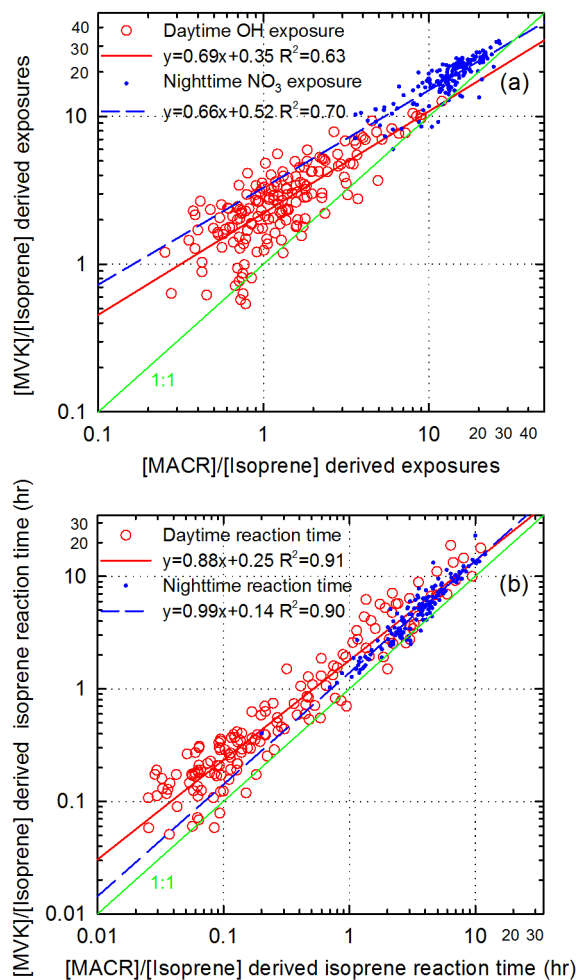 40
30
20
10
1
0.1
Daytime OH exposure
y=0.69x+0.35 R²=0.63
Nighttime NO₃ exposure
y=0.66x+0.52 R²=0.70
(a)
1:1
0.1 1 10 20 30 40
[MVK]/[Isoprene] derived exposures
[MACR]/[Isoprene] derived exposures
30
20
10
1
0.1
0.01
Daytime reaction time
y=0.88x+0.25 R²=0.91
Nighttime reaction time
y=0.99x+0.14 R²=0.90
(b)
1:1
0.01 0.1 1 10 20 30
[MVK]/[Isoprene] derived isoprene reaction time (hr)
[MACR]/[Isoprene] derived isoprene reaction time (hr)